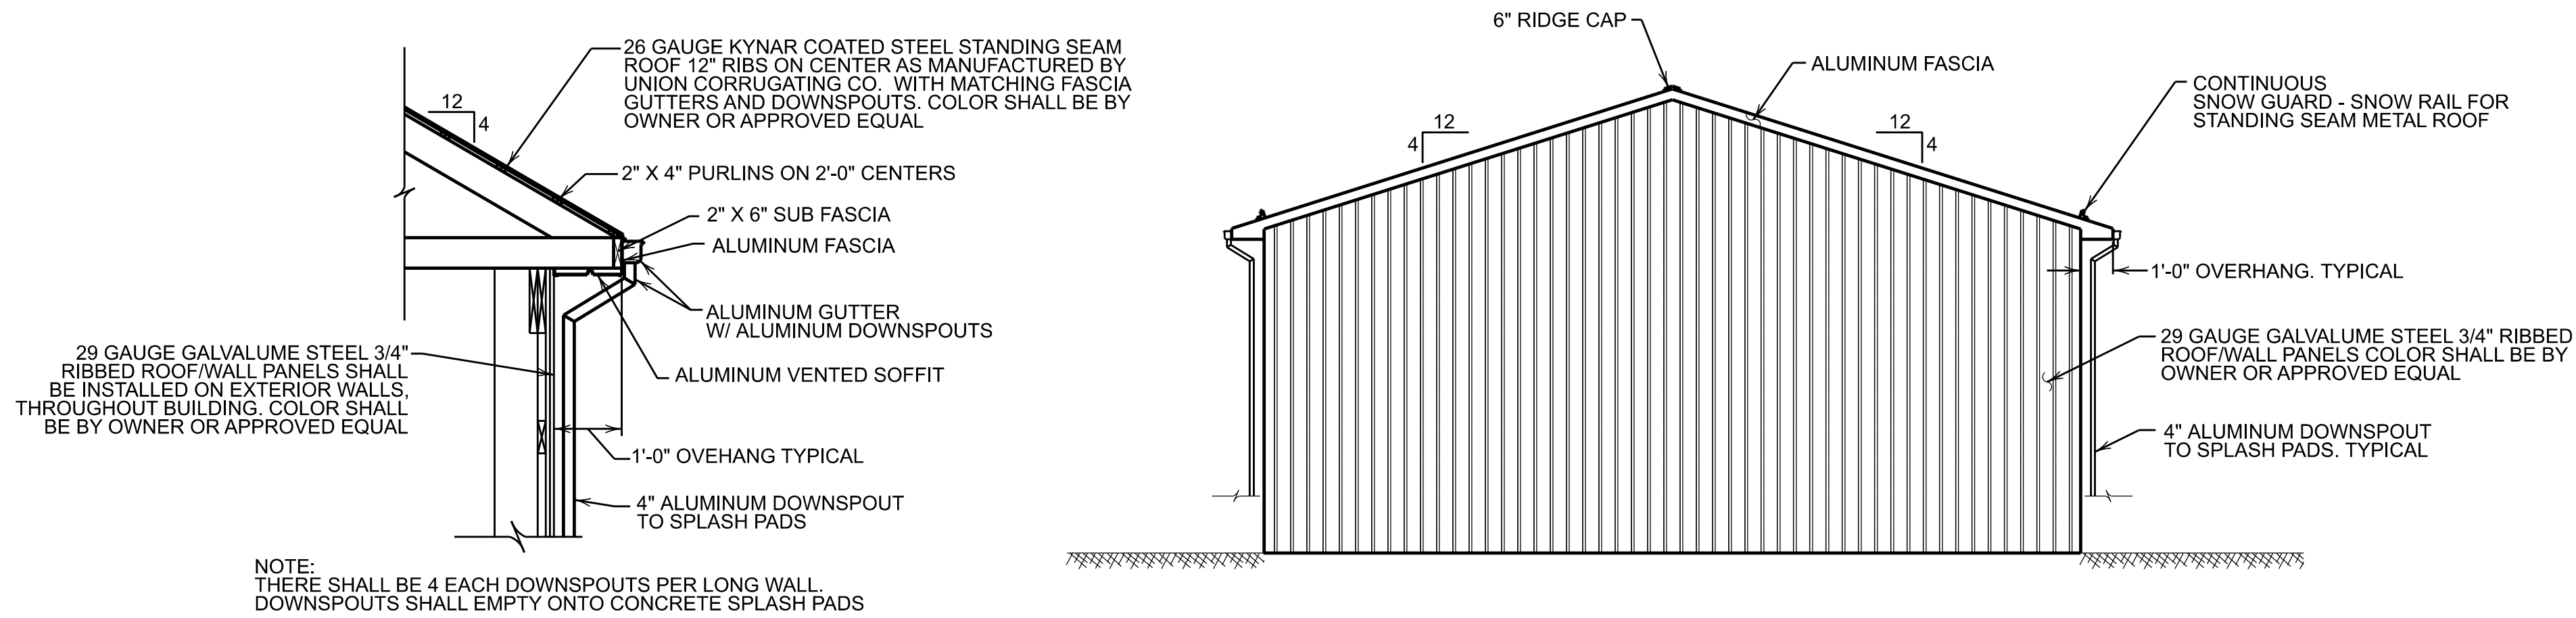 26 GAUGE KYNAR COATED STEEL STANDING SEAM
ROOF 12" RIBS ON CENTER AS MANUFACTURED BY
UNION CORRUGATING CO. WITH MATCHING FASCIA
GUTTERS AND DOWNSPOUTS. COLOR SHALL BE BY
OWNER OR APPROVED EQUAL
12
4
2" X 4" PURLINS ON 2'-0" CENTERS
2" X 6" SUB FASCIA
ALUMINUM FASCIA
ALUMINUM GUTTER
W/ ALUMINUM DOWNSPOUTS
29 GAUGE GALVALUME STEEL 3/4"
RIBBED ROOF/WALL PANELS SHALL
BE INSTALLED ON EXTERIOR WALLS,
THROUGHOUT BUILDING. COLOR SHALL
BE BY OWNER OR APPROVED EQUAL
ALUMINUM VENTED SOFFIT
1'-0" OVEHANG TYPICAL
4" ALUMINUM DOWNSPOUT
TO SPLASH PADS
NOTE:
THERE SHALL BE 4 EACH DOWNSPOUTS PER LONG WALL.
DOWNSPOUTS SHALL EMPTY ONTO CONCRETE SPLASH PADS
6" RIDGE CAP
ALUMINUM FASCIA
CONTINUOUS
SNOW GUARD - SNOW RAIL FOR
STANDING SEAM METAL ROOF
12
4
12
4
1'-0" OVERHANG. TYPICAL
29 GAUGE GALVALUME STEEL 3/4" RIBBED
ROOF/WALL PANELS COLOR SHALL BE BY
OWNER OR APPROVED EQUAL
4" ALUMINUM DOWNSPOUT
TO SPLASH PADS. TYPICAL